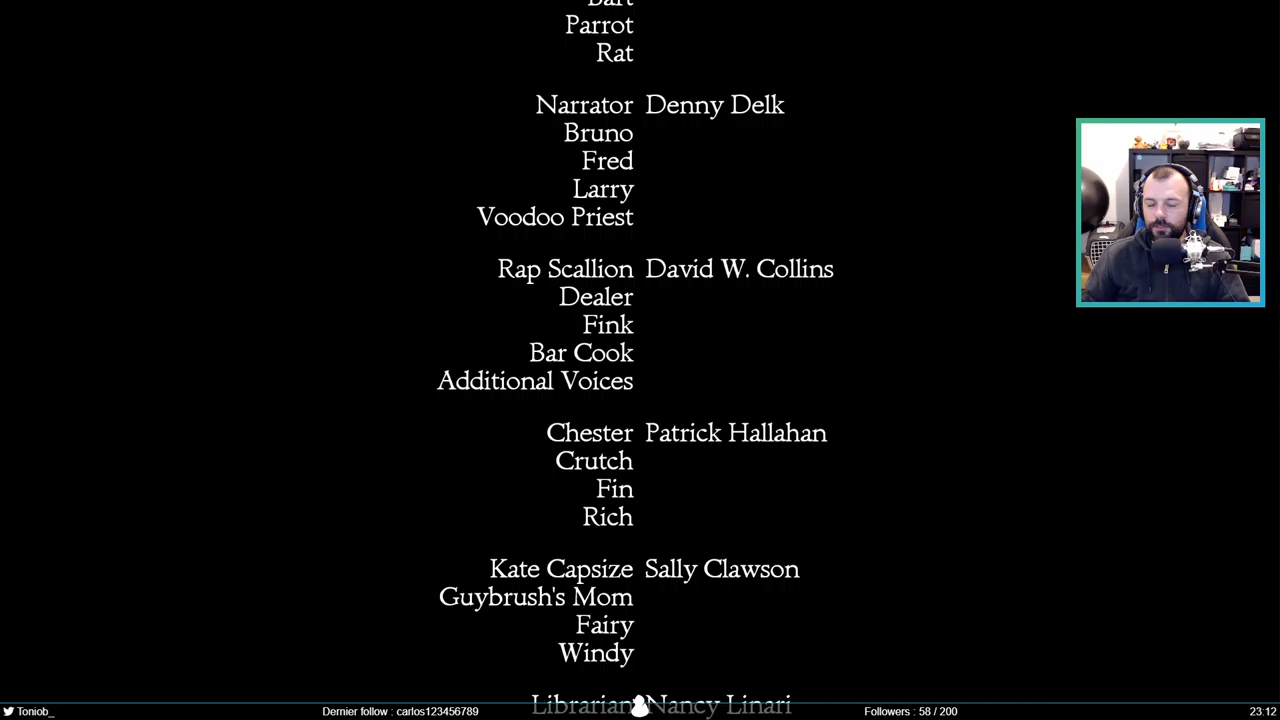 Bart
Parrot
Rat
Narrator Denny Delk
Bruno
Fred
Larry
Voodoo Priest
Rap Scallion David W. Collins
Dealer
Fink
Bar Cook
Additional Voices
Chester Patrick Hallahan
Crutch
Fin
Rich
Kate Capsize Sally Clawson
Guybrush's Mom
Fairy
Windy
Librarian Nancy Linari
Toniob_ Dernier follow : carlos123456789 Followers : 58 / 200 23:12